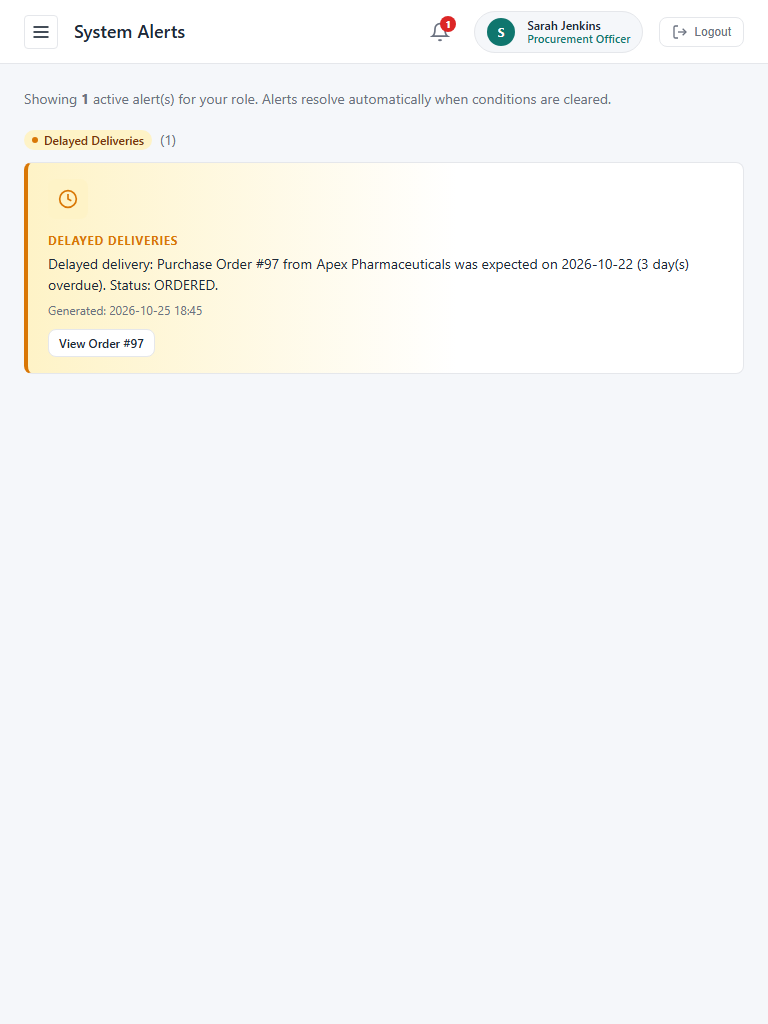 System Alerts
1
S
Sarah Jenkins
Procurement Officer
Logout
Showing 1 active alert(s) for your role. Alerts resolve automatically when conditions are cleared.
Delayed Deliveries (1)
DELAYED DELIVERIES
Delayed delivery: Purchase Order #97 from Apex Pharmaceuticals was expected on 2026-10-22 (3 day(s)
overdue). Status: ORDERED.
Generated: 2026-10-25 18:45
View Order #97